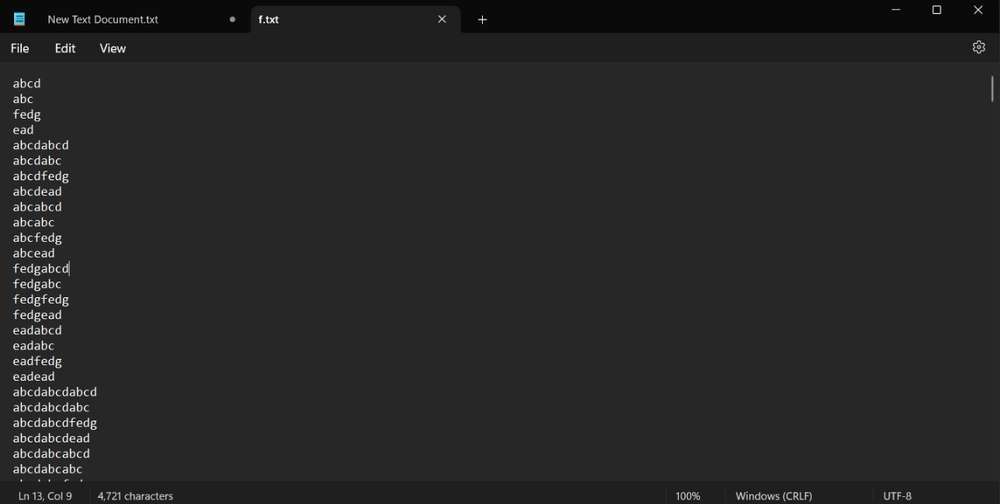 New Text Document.txt
f.txt
File Edit View
abcd
abc
fedg
ead
abcdabcd
abcdabc
abcdfedg
abcdead
abcabcd
abcabc
abcfedg
abcead
fedgabcd
fedgabc
fedgfedg
fedgead
eadabcd
eadabc
eadfedg
eadead
abcdabcdabcd
abcdabcdabc
abcdabcdfedg
abcdabcdead
abcdabcabcd
abcdabcabc
Ln 13, Col 9 4,721 characters 100% Windows (CRLF) UTF-8